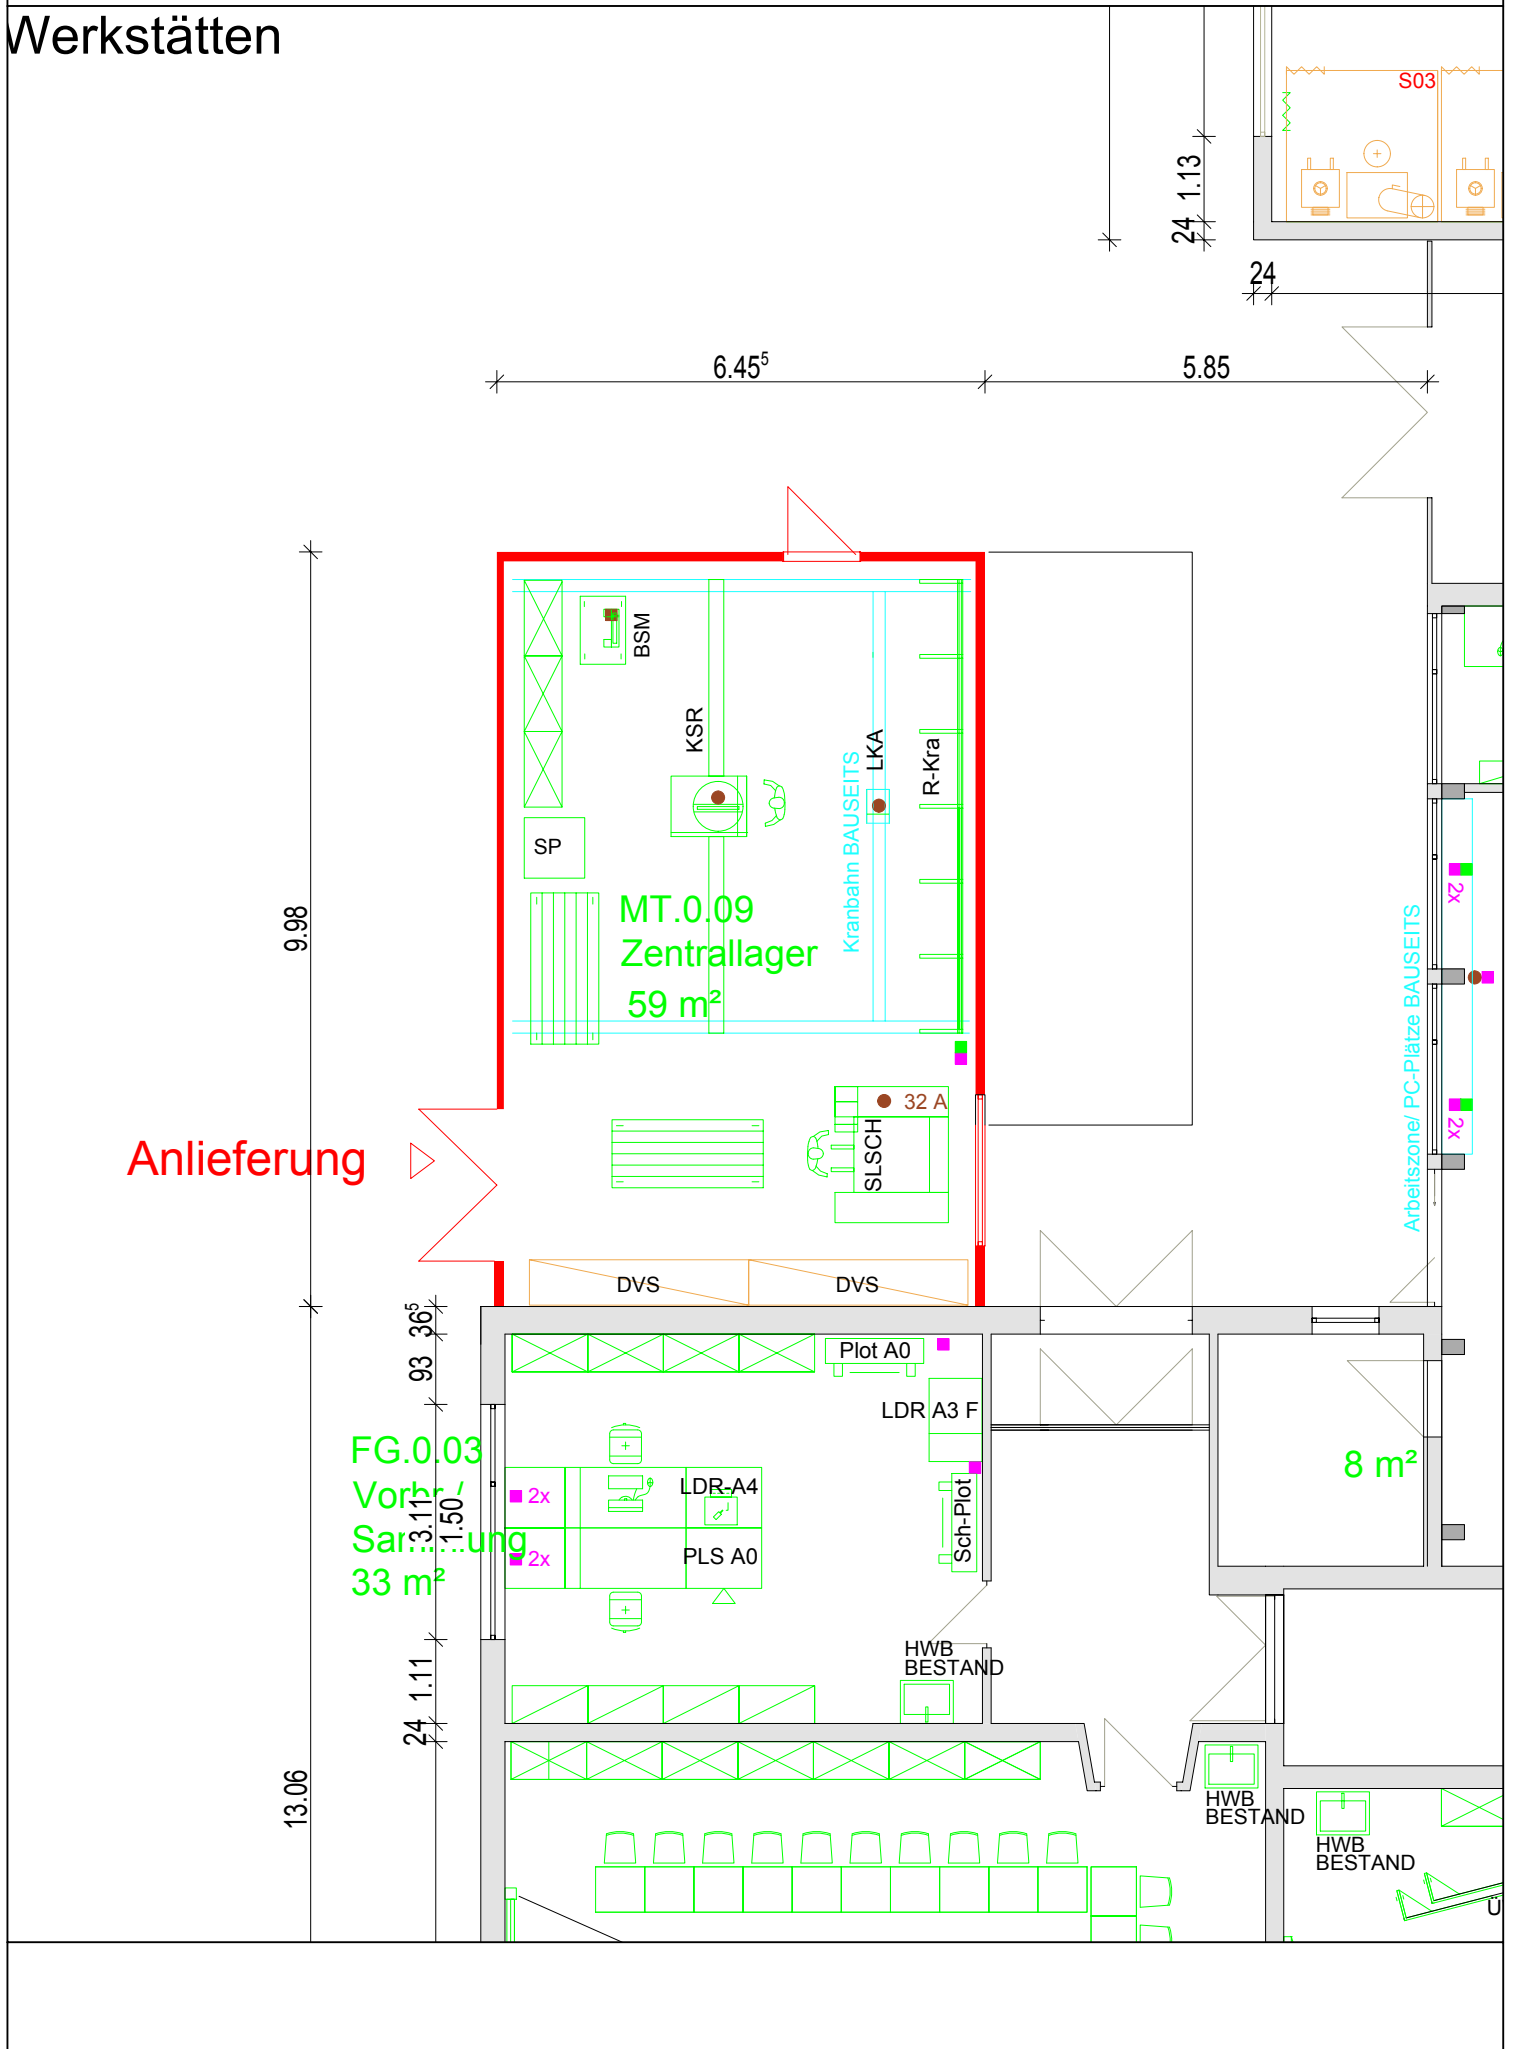 Werkstätten
S03
1.13
24
24
6.45⁵
5.85
BSM
KSR
LKA
R-Kra
Kranbahn BAUSEITS
SP
MT.0.09
Zentrallager
59 m²
9.98
2x
Arbeitszone/ PC-Plätze BAUSEITS
2x
32 A
SLSCH
Anlieferung
DVS
DVS
36⁵
93
Plot A0
LDR A3 F
FG.0.03
33 m²
3.11
1.50
2x
2x
LDR-A4
PLS A0
Sch-Plot
8 m²
HWB
BESTAND
1.11
24
13.06
HWB
BESTAND
HWB
BESTAND